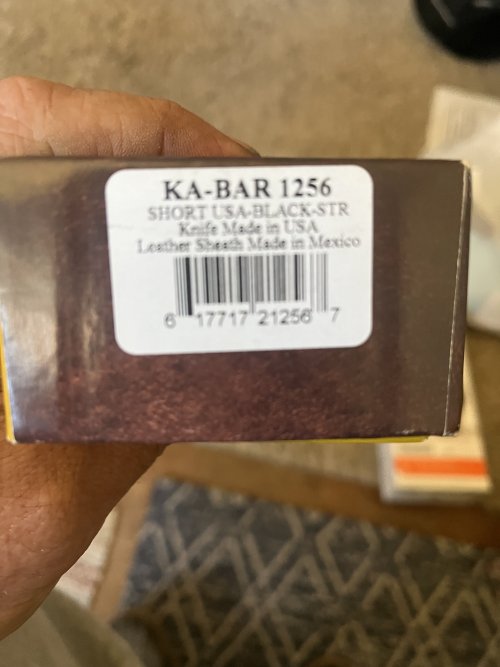 KA-BAR 1256
SHORT USA-BLACK-STR
Knife Made in USA
Leather Sheath Made in Mexico
6 17717 21256 7